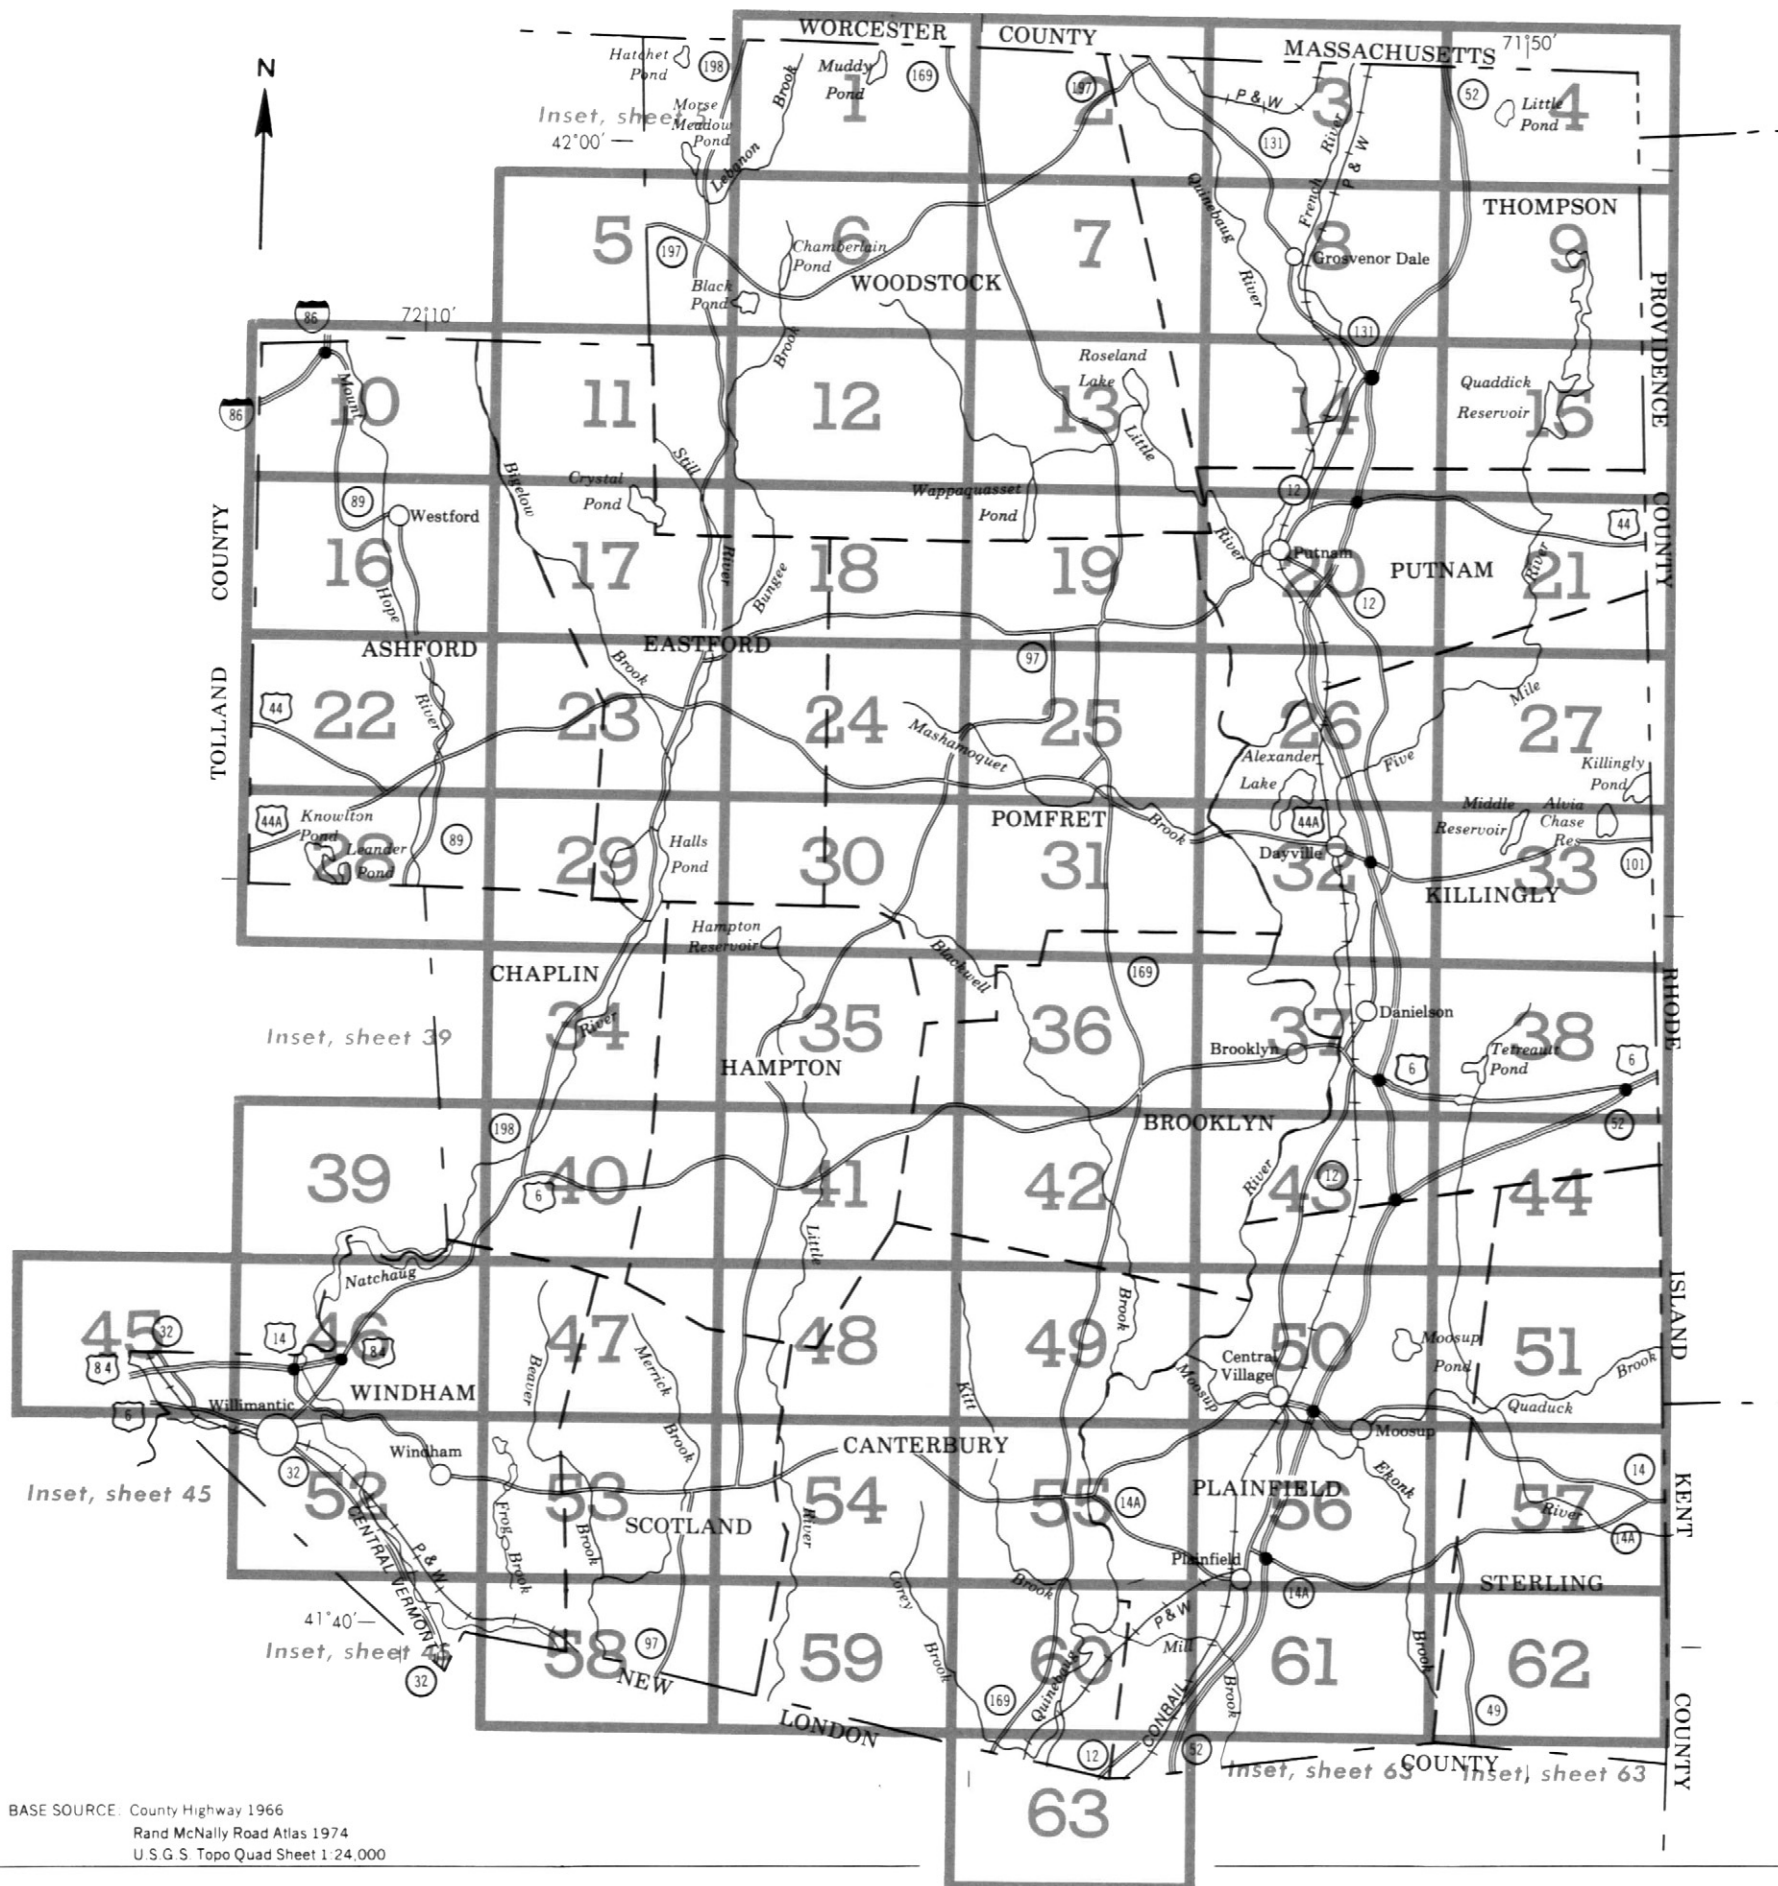 WORCESTER COUNTY
MASSACHUSETTS
71°50'
N
Hatchet
Pond
198
Brook
Muddy
Pond
1
169
197
2
P & W
3
River
52
Little
Pond
4
Inset, sheet 5
Morse
Meadow
Pond
42°00'
Lebanon
131
P & W
French
Quinebaug
River
THOMPSON
5
197
6
Chamberlain
Pond
WOODSTOCK
7
8
Grosvenor Dale
9
Black
Pond
Brook
86
72°10'
131
PROVIDENCE
COUNTY
86
10
Mount
11
12
Roseland
Lake
13
Little
14
Quaddick
Reservoir
15
Still
Crystal
Pond
Bigelow
Wappaquasset
Pond
12
89
Westford
44
COUNTY
TOLLAND
16
Hope
17
River
18
Bungee
19
River
Putnam
20
PUTNAM
21
River
12
ASHFORD
EASTFORD
97
Brook
44
22
River
23
24
Mashamoquet
25
26
Mile
27
Alexander
Lake
Five
Killingly
Pond
44A
Knowlton
Pond
28
Leander
Pond
89
29
Halls
Pond
30
POMFRET
31
Brook
44A
Dayville
32
Middle
Reservoir
Alvia
Chase
Res
33
101
KILLINGLY
Hampton
Reservoir
Blackwell
CHAPLIN
169
RHODE
ISLAND
Inset, sheet 39
34
River
35
36
37
Danielson
38
HAMPTON
Brooklyn
6
Tetreault
Pond
6
198
BROOKLYN
52
39
6
40
41
42
River
43
12
44
Little
Natchaug
45
32
14
46
84
84
47
48
49
Brook
50
Moosup
Pond
51
Brook
Beaver
Merrick
Kitt
Central
Village
Moosup
WINDHAM
Willimantic
6
Quaduck
Windham
Brook
CANTERBURY
Moosup
32
Inset, sheet 45
52
53
54
55
14A
PLAINFIELD
56
Ekonk
57
14
KENT
COUNTY
River
14A
CENTRAL VERMONT
P & W
Frog
Brook
Brook
SCOTLAND
River
Plainfield
14A
STERLING
Corey
Brook
41°40'
Inset, sheet 46
32
58
97
NEW
59
Brook
60
P & W
Mill
Quinebaug
61
Brook
62
169
Brook
49
LONDON
CONRAIL
12
52
COUNTY
Inset, sheet 63
Inset, sheet 63
63
BASE SOURCE: County Highway 1966
Rand McNally Road Atlas 1974
U.S.G.S. Topo Quad Sheet 1:24,000